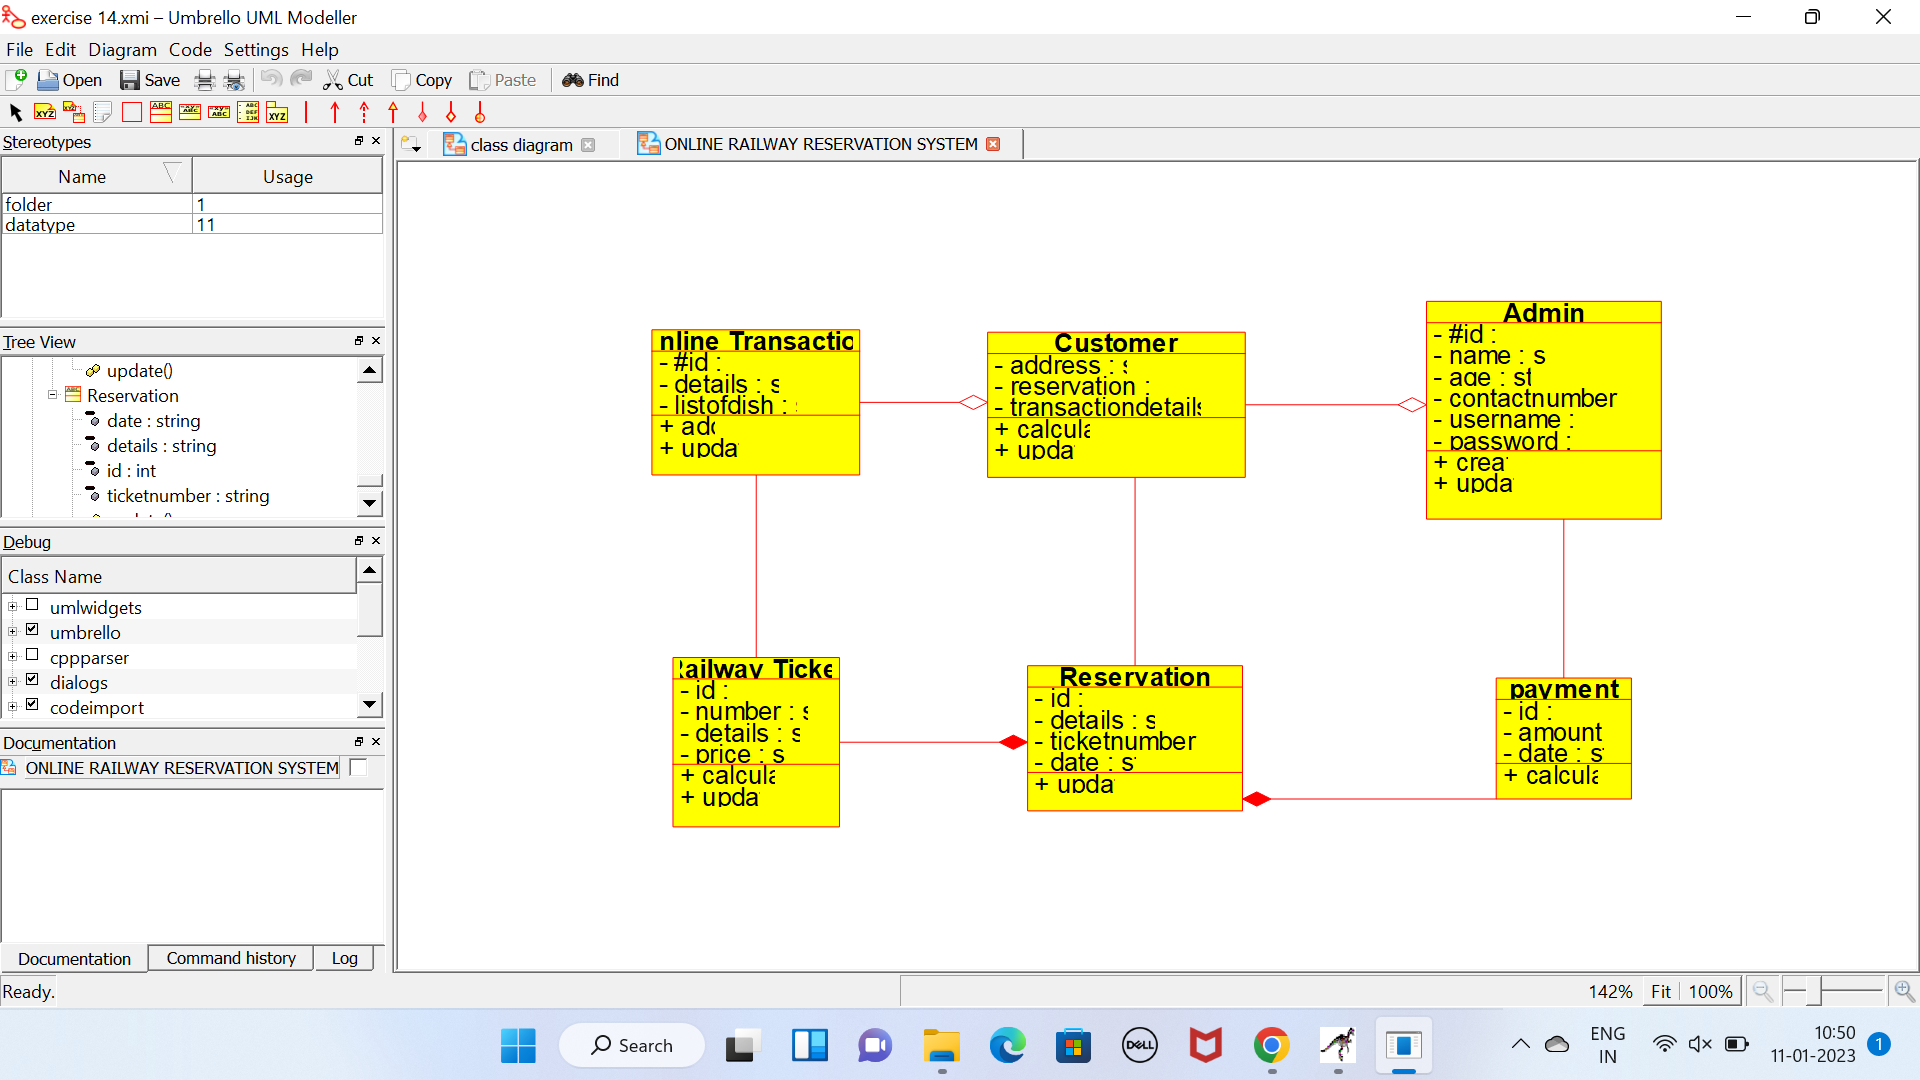 exercise 14.xmi – Umbrello UML Modeller
File Edit Diagram Code Settings Help
Open Save Cut Copy Paste Find
Stereotypes
Name Usage
folder 1
datatype 11
Tree View
update()
Reservation
date : string
details : string
id : int
ticketnumber : string
Debug
Class Name
umlwidgets
umbrello
cppparser
dialogs
codeimport
Documentation
ONLINE RAILWAY RESERVATION SYSTEM
Documentation Command history Log
Ready.
class diagram ONLINE RAILWAY RESERVATION SYSTEM
nline Transactio
- #id :
- details : s
- listofdish :
+ adc
+ upda
Customer
- address : s
- reservation :
- transactiondetails
+ calcula
+ upda
Admin
- #id :
- name : s
- age : st
- contactnumber
- username :
- password :
+ crea
+ upda
Railway Ticke
- id :
- number : s
- details : s
- price : s
+ calcula
+ upda
Reservation
- id :
- details : s
- ticketnumber
- date : s
+ upda
payment
- id :
- amount
- date : s
+ calcula
142% Fit 100%
Search
DELL
ENG
IN
10:50
11-01-2023
1